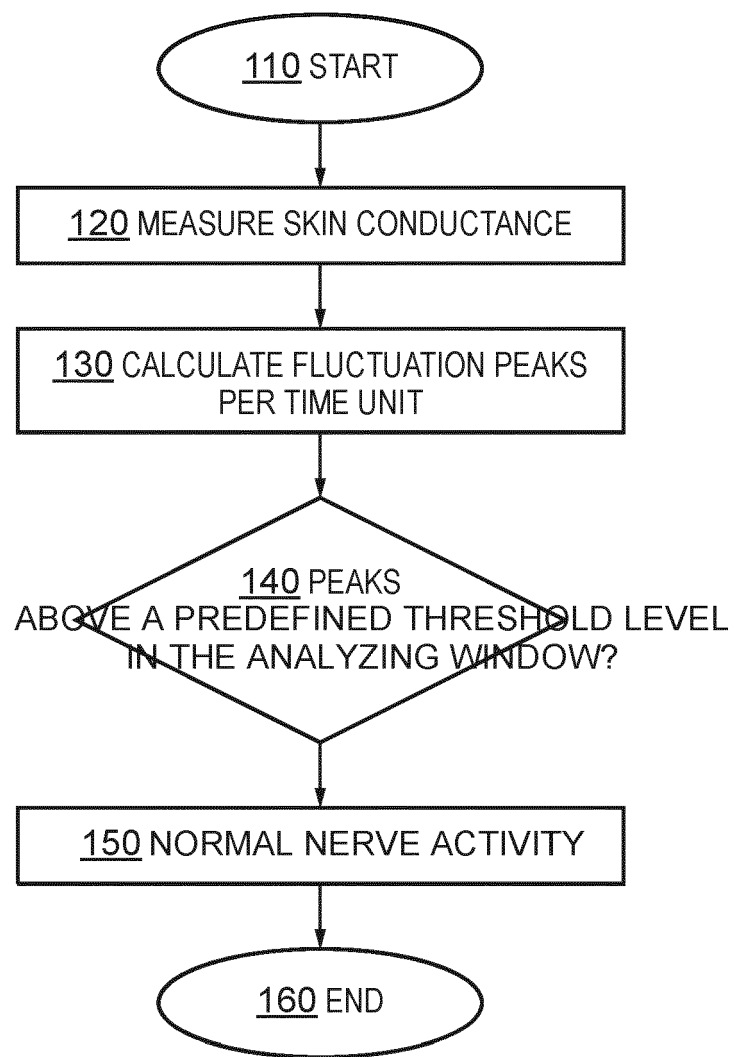 110 START
120 MEASURE SKIN CONDUCTANCE
130 CALCULATE FLUCTUATION PEAKS
PER TIME UNIT
140 PEAKS
ABOVE A PREDEFINED THRESHOLD LEVEL
IN THE ANALYZING WINDOW?
150 NORMAL NERVE ACTIVITY
160 END